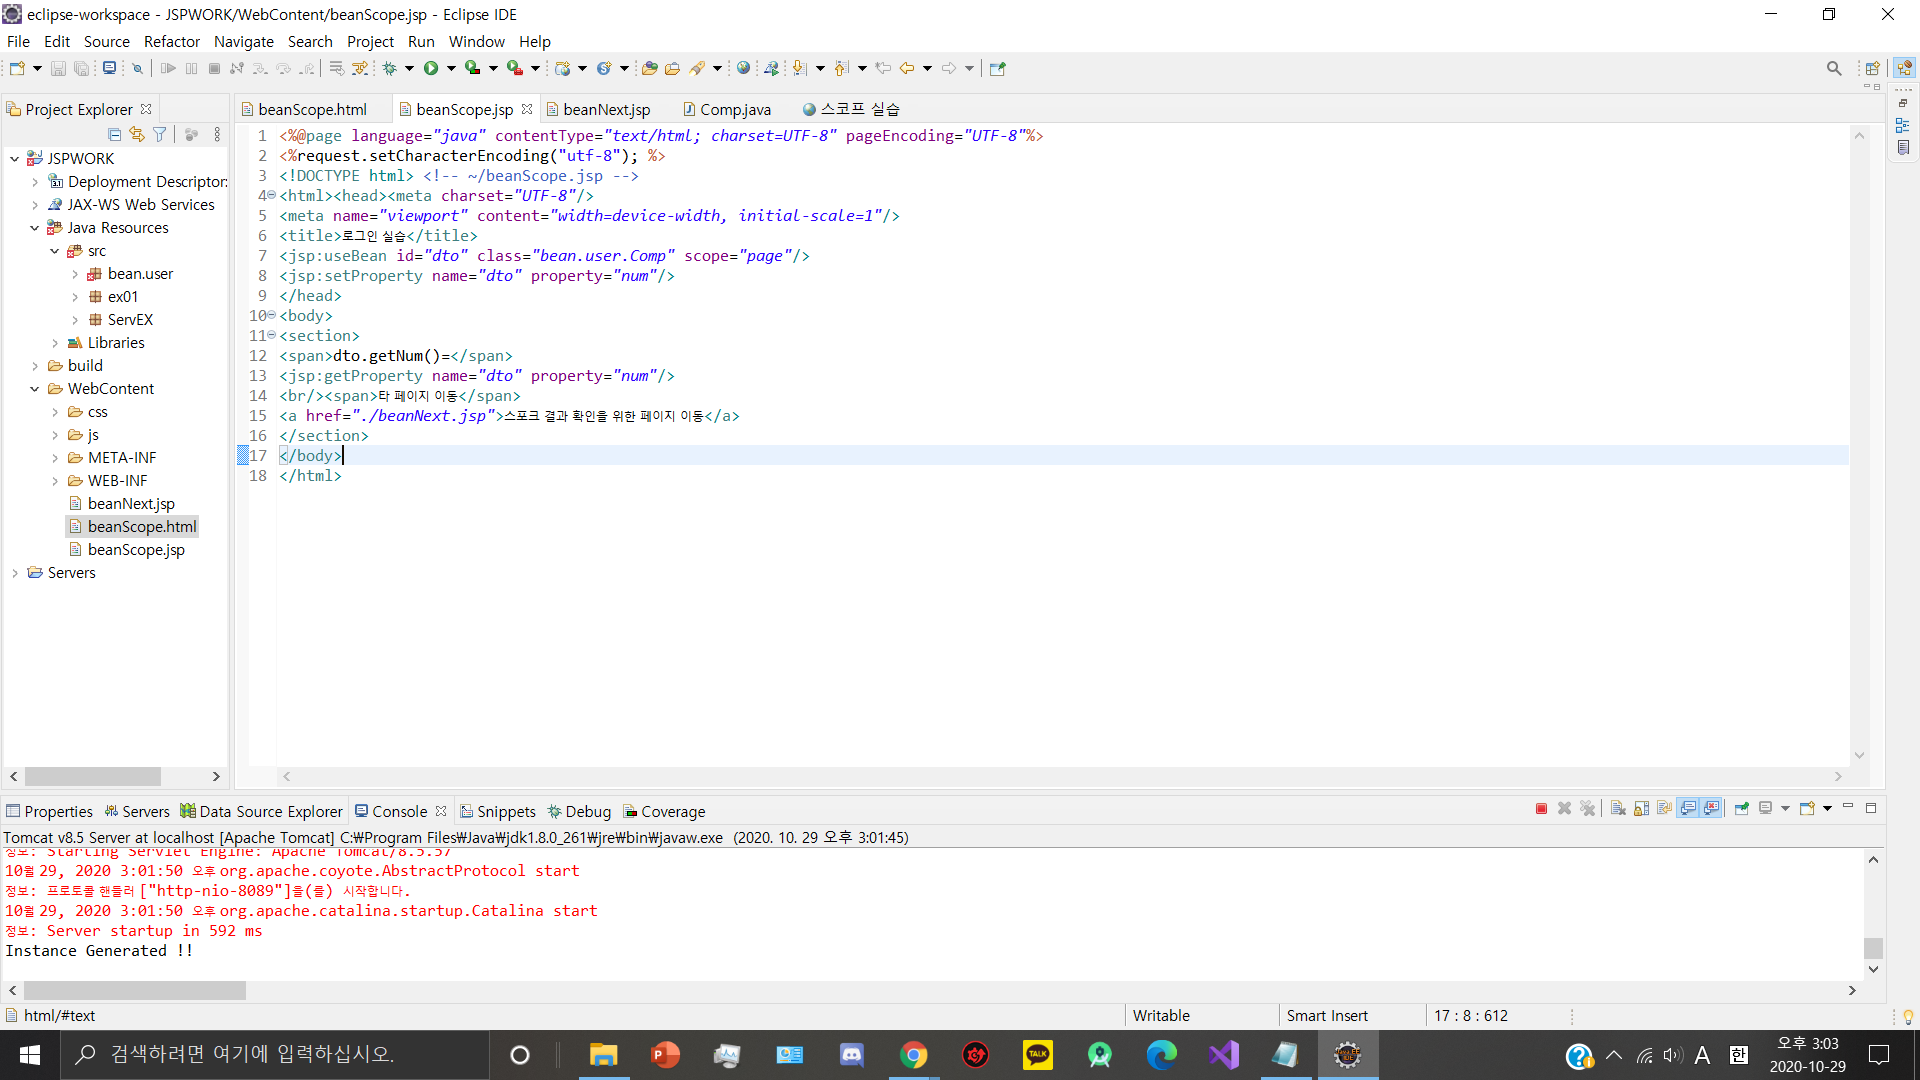 eclipse-workspace - JSPWORK/WebContent/beanScope.jsp - Eclipse IDE
File Edit Source Refactor Navigate Search Project Run Window Help
Project Explorer
beanScope.html beanScope.jsp beanNext.jsp Comp.java 스코프 실습
JSPWORK
Deployment Descriptor:
JAX-WS Web Services
Java Resources
src
bean.user
ex01
ServEX
Libraries
build
WebContent
css
js
META-INF
WEB-INF
beanNext.jsp
beanScope.html
beanScope.jsp
Servers
1 <%@page language="java" contentType="text/html; charset=UTF-8" pageEncoding="UTF-8"%>
2 <%request.setCharacterEncoding("utf-8"); %>
3 <!DOCTYPE html> <!-- ~/beanScope.jsp -->
4 <html><head><meta charset="UTF-8"/>
5 <meta name="viewport" content="width=device-width, initial-scale=1"/>
6 <title>로그인 실습</title>
7 <jsp:useBean id="dto" class="bean.user.Comp" scope="page"/>
8 <jsp:setProperty name="dto" property="num"/>
9 </head>
10 <body>
11 <section>
12 <span>dto.getNum()=</span>
13 <jsp:getProperty name="dto" property="num"/>
14 <br/><span>타 페이지 이동</span>
15 <a href="./beanNext.jsp">스포크 결과 확인을 위한 페이지 이동</a>
16 </section>
17 </body>
18 </html>
Properties Servers Data Source Explorer Console Snippets Debug Coverage
Tomcat v8.5 Server at localhost [Apache Tomcat] C:₩Program Files₩Java₩jdk1.8.0_261₩jre₩bin₩javaw.exe (2020. 10. 29 오후 3:01:45)
정보: Starting Servlet Engine: Apache Tomcat/8.5.57
10월 29, 2020 3:01:50 오후 org.apache.coyote.AbstractProtocol start
정보: 프로토콜 핸들러 ["http-nio-8089"]을(를) 시작합니다.
10월 29, 2020 3:01:50 오후 org.apache.catalina.startup.Catalina start
정보: Server startup in 592 ms
Instance Generated !!
html/#text
Writable Smart Insert 17 : 8 : 612
검색하려면 여기에 입력하십시오.
TALK
A 한 오후 3:03
2020-10-29